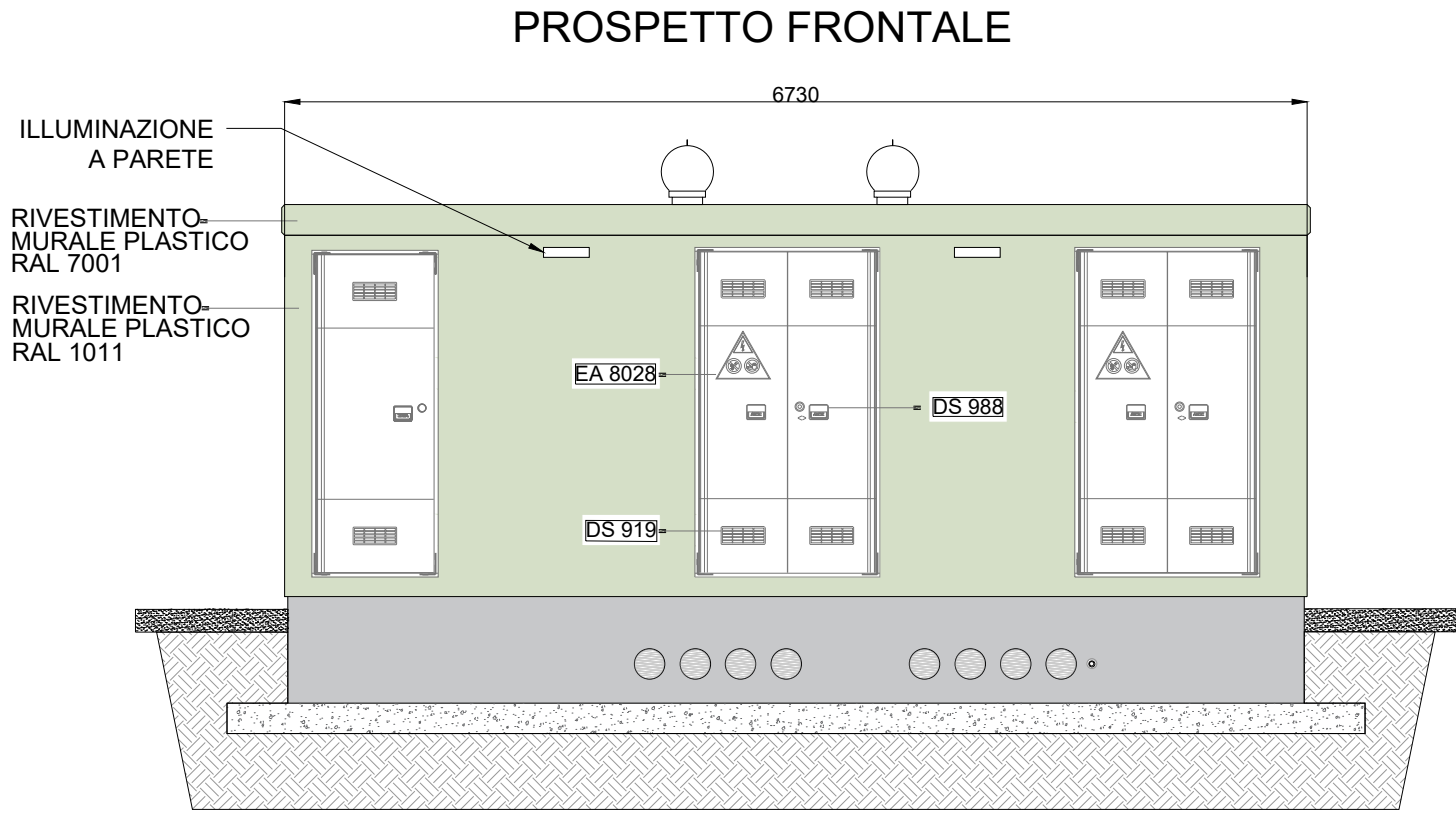 PROSPETTO FRONTALE
6730
ILLUMINAZIONE
A PARETE
RIVESTIMENTO
MURALE PLASTICO
RAL 7001
RIVESTIMENTO
MURALE PLASTICO
RAL 1011
EA 8028
DS 988
DS 919